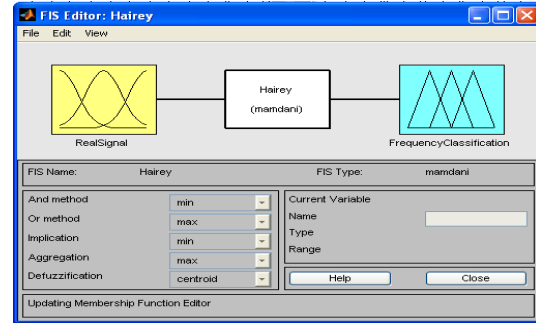 FIS Editor: Hairey
File Edit View
Hairey
(mamdani)
RealSignal
FrequencyClassification
FIS Name: Hairey FIS Type: mamdani
And method min
Or method max
Implication min
Aggregation max
Defuzzification centroid
Current Variable
Name
Type
Range
Help Close
Updating Membership Function Editor